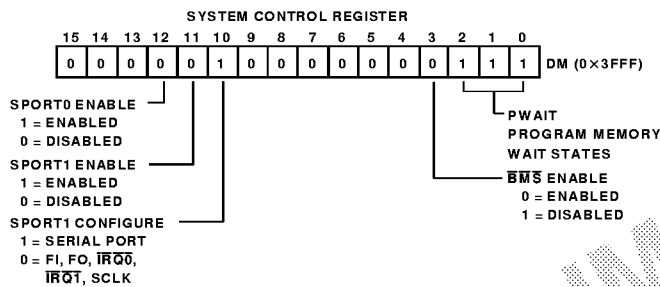 SYSTEM CONTROL REGISTER
15 14 13 12 11 10 9 8 7 6 5 4 3 2 1 0
0 0 0 0 0 1 0 0 0 0 0 0 0 1 1 1 DM (0×3FFF)
SPORT0 ENABLE
1 = ENABLED
0 = DISABLED
SPORT1 ENABLE
1 = ENABLED
0 = DISABLED
SPORT1 CONFIGURE
1 = SERIAL PORT
0 = FI, FO, I̅R̅Q̅0̅,
I̅R̅Q̅1̅, SCLK
PWAIT
PROGRAM MEMORY
WAIT STATES
B̅M̅S̅ ENABLE
0 = ENABLED
1 = DISABLED